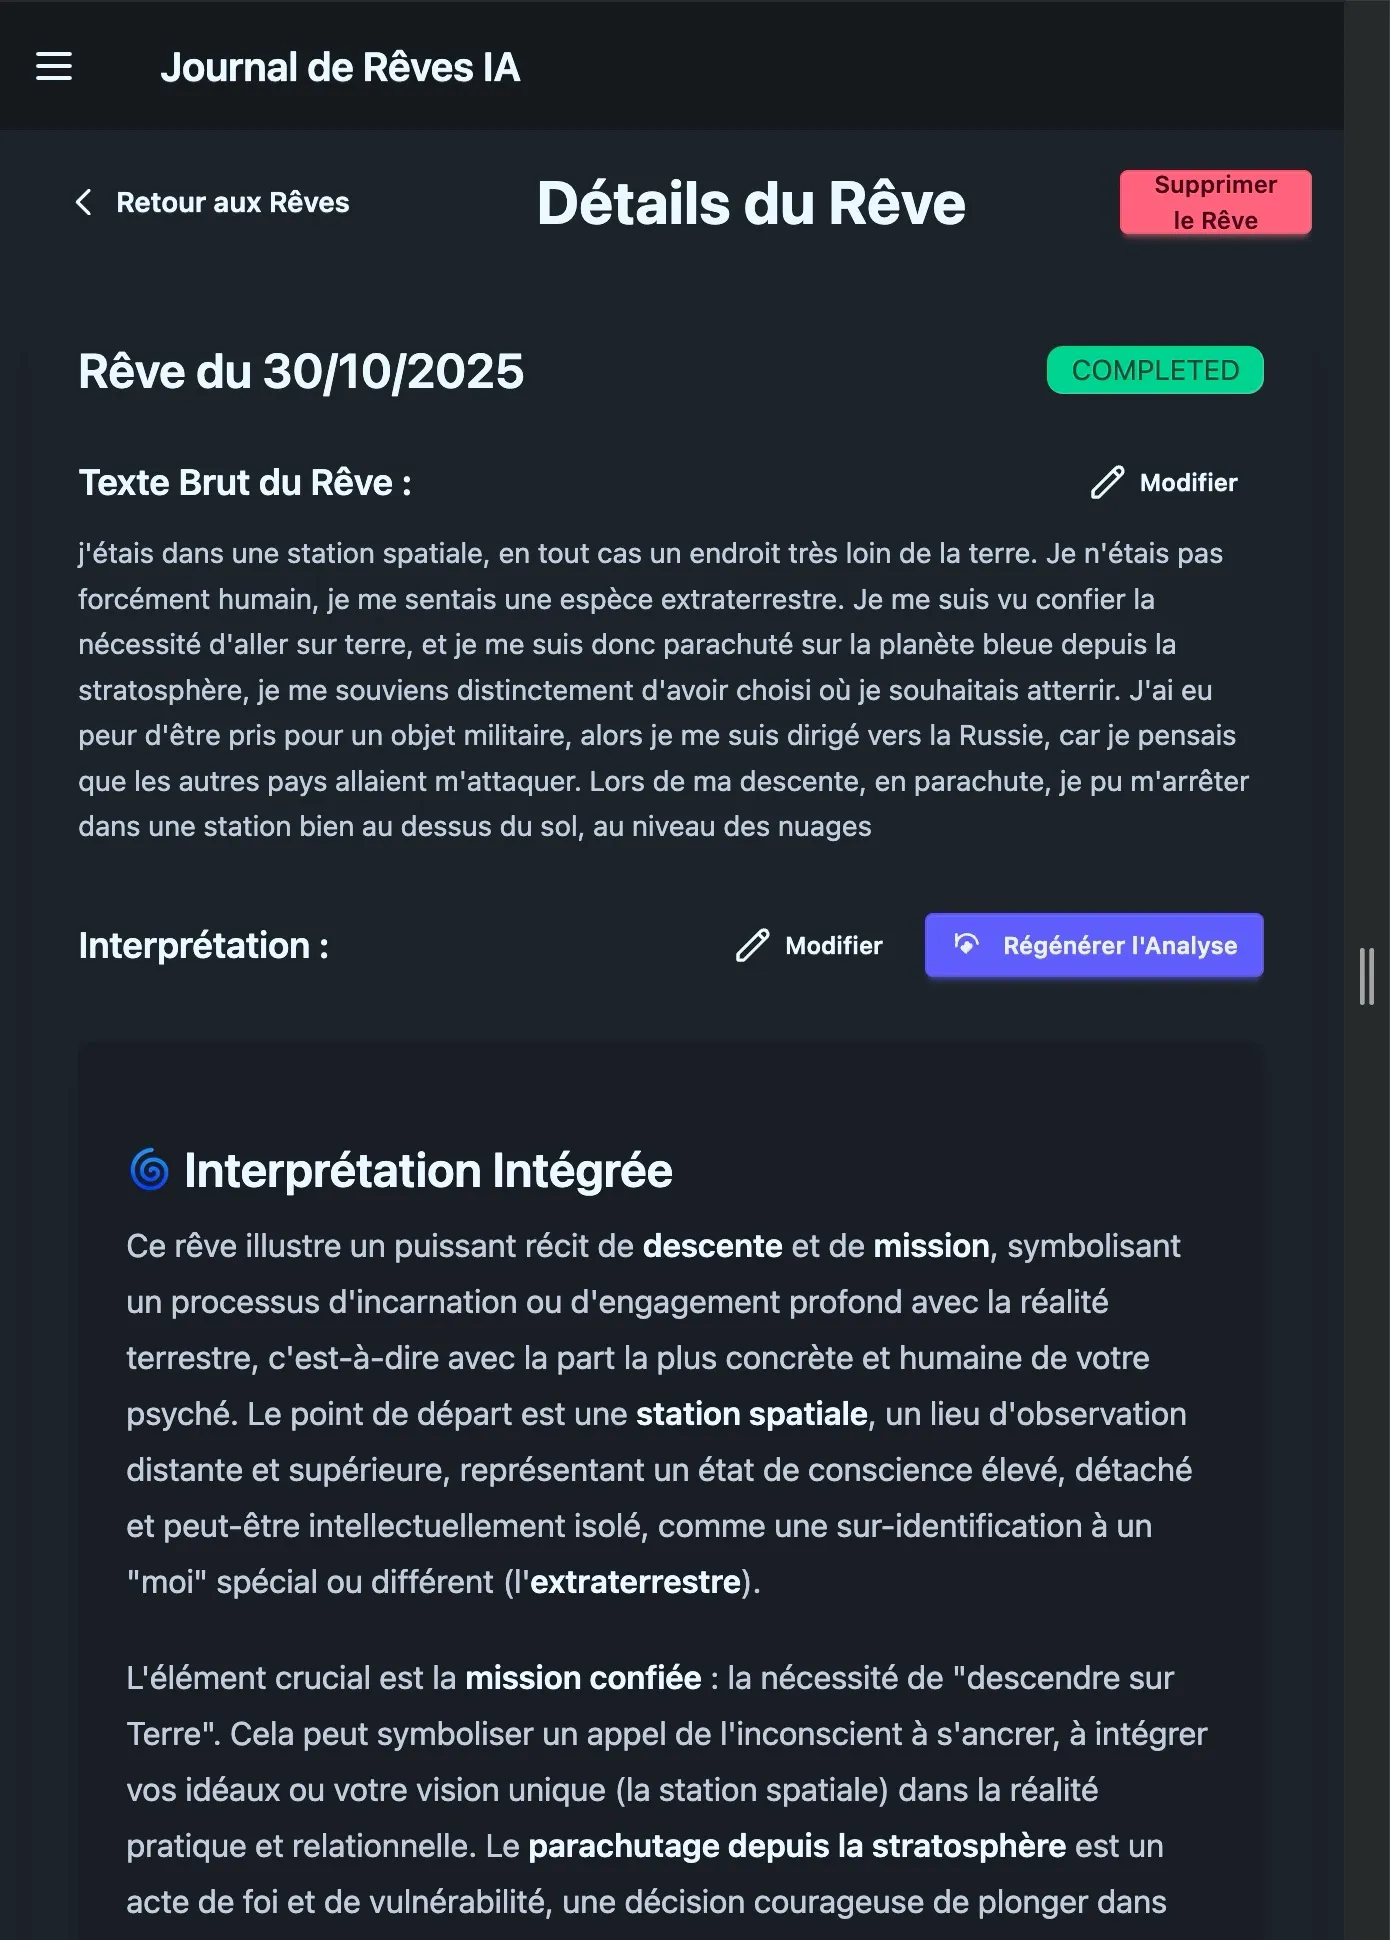 Journal de Rêves IA
Retour aux Rêves
Détails du Rêve
Supprimer
le Rêve
Rêve du 30/10/2025
COMPLETED
Texte Brut du Rêve :
Modifier
j'étais dans une station spatiale, en tout cas un endroit très loin de la terre. Je n'étais pas
forcément humain, je me sentais une espèce extraterrestre. Je me suis vu confier la
nécessité d'aller sur terre, et je me suis donc parachuté sur la planète bleue depuis la
stratosphère, je me souviens distinctement d'avoir choisi où je souhaitais atterrir. J'ai eu
peur d'être pris pour un objet militaire, alors je me suis dirigé vers la Russie, car je pensais
que les autres pays allaient m'attaquer. Lors de ma descente, en parachute, je pu m'arrêter
dans une station bien au dessus du sol, au niveau des nuages
Interprétation :
Modifier
Régénérer l'Analyse
Interprétation Intégrée
Ce rêve illustre un puissant récit de descente et de mission, symbolisant
un processus d'incarnation ou d'engagement profond avec la réalité
terrestre, c'est-à-dire avec la part la plus concrète et humaine de votre
psyché. Le point de départ est une station spatiale, un lieu d'observation
distante et supérieure, représentant un état de conscience élevé, détaché
et peut-être intellectuellement isolé, comme une sur-identification à un
"moi" spécial ou différent (l'extraterrestre).
L'élément crucial est la mission confiée : la nécessité de "descendre sur
Terre". Cela peut symboliser un appel de l'inconscient à s'ancrer, à intégrer
vos idéaux ou votre vision unique (la station spatiale) dans la réalité
pratique et relationnelle. Le parachutage depuis la stratosphère est un
acte de foi et de vulnérabilité, une décision courageuse de plonger dans